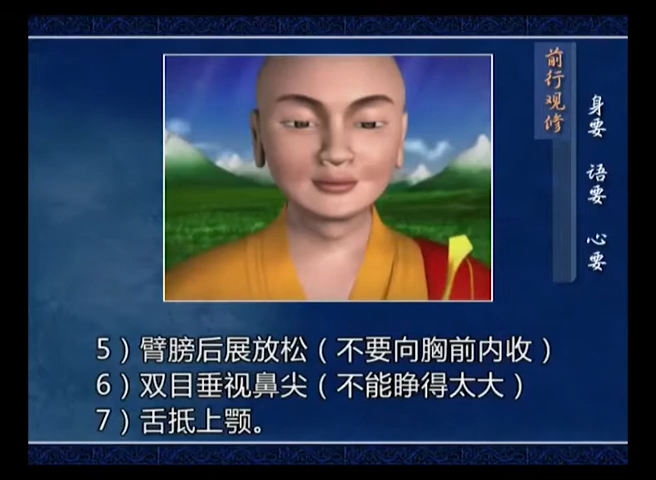 前行观修
身要 语要 心要
5）臂膀后展放松（不要向胸前内收）
6）双目垂视鼻尖（不能睁得太大）
7）舌抵上颚。